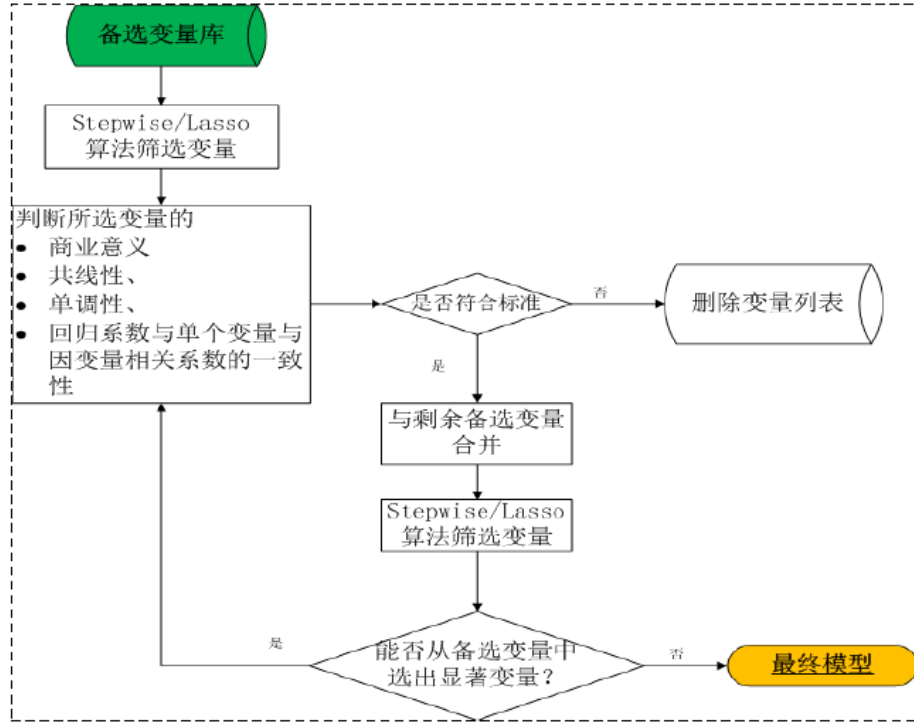 备选变量库
Stepwise/Lasso
算法筛选变量
判断所选变量的
● 商业意义
● 共线性、
● 单调性、
● 回归系数与单个变量与
因变量相关系数的一致
性
是否符合标准
否
删除变量列表
是
与剩余备选变量
合并
Stepwise/Lasso
算法筛选变量
是
能否从备选变量中
选出显著变量?
否
最终模型